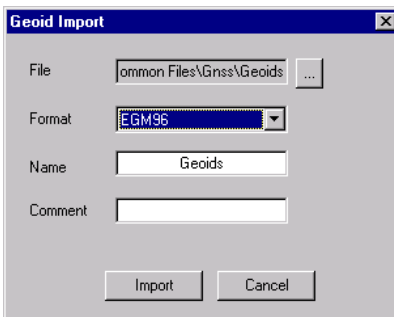 Geoid Import
File ommon Files\Gnss\Geoids ...
Format EGM96
Name Geoids
Comment
Import Cancel